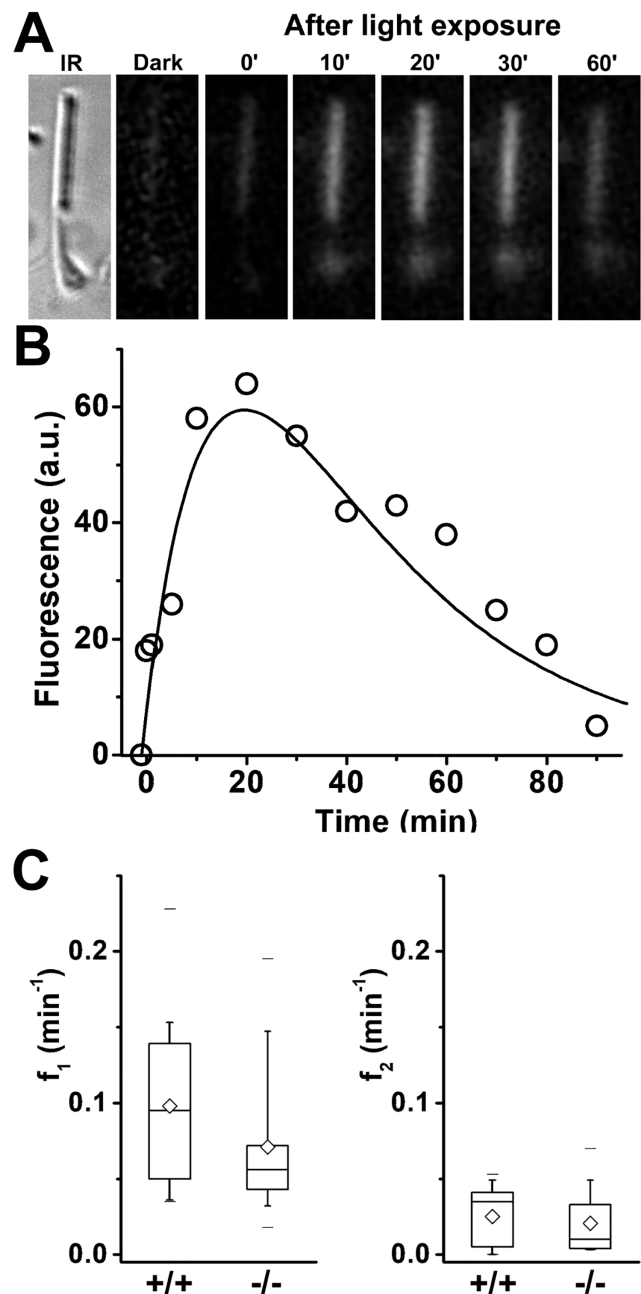 A
After light exposure
IR Dark 0' 10' 20' 30' 60'
B
Fluorescence (a.u.)
60
40
20
0
0 20 40 60 80
Time (min)
C
f₁ (min⁻¹)
0.2
0.1
0.0
+/+ -/-
f₂ (min⁻¹)
0.2
0.1
0.0
+/+ -/-